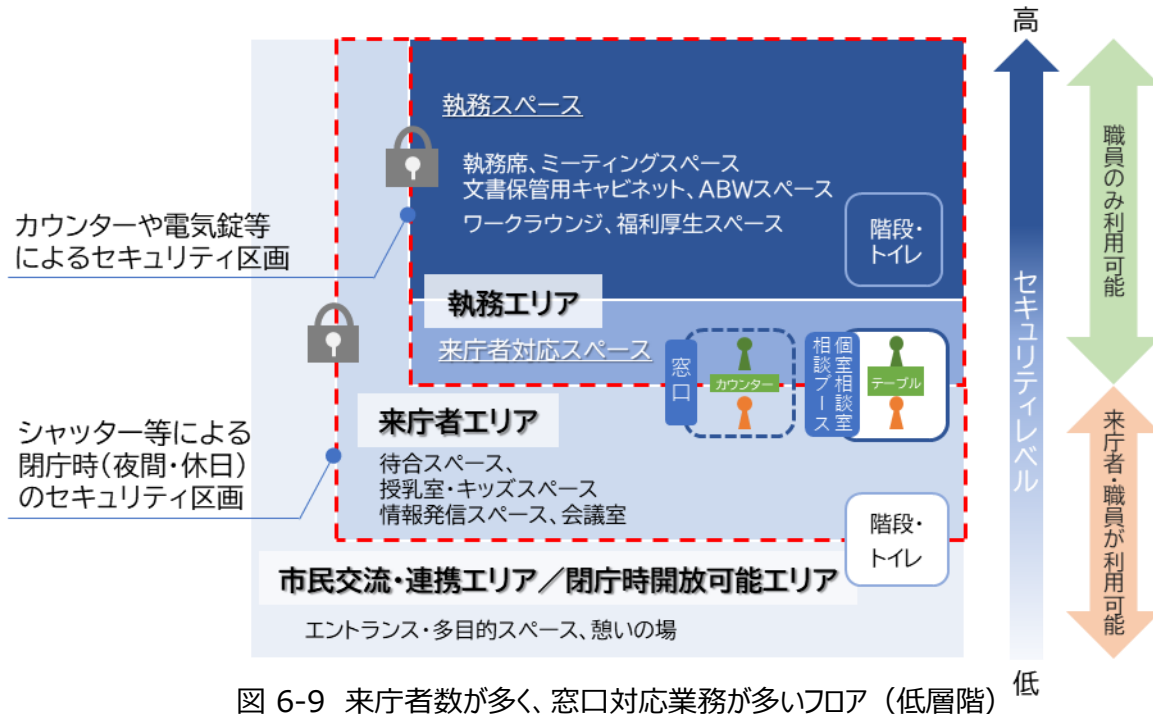 高
執務スペース
執務席、ミーティングスペース
文書保管用キャビネット、ABWスペース
ワークラウンジ、福利厚生スペース
階段・
トイレ
カウンターや電気錠等
によるセキュリティ区画
執務エリア
来庁者対応スペース
窓口
カウンター
個室相談室
相談ブース
テーブル
シャッター等による
閉庁時(夜間・休日)
のセキュリティ区画
来庁者エリア
待合スペース、
授乳室・キッズスペース
情報発信スペース、会議室
階段・
トイレ
市民交流・連携エリア／閉庁時開放可能エリア
エントランス・多目的スペース、憩いの場
セキュリティレベル
職員のみ利用可能
来庁者・職員が利用可能
低
図 6-9 来庁者数が多く、窓口対応業務が多いフロア（低層階）